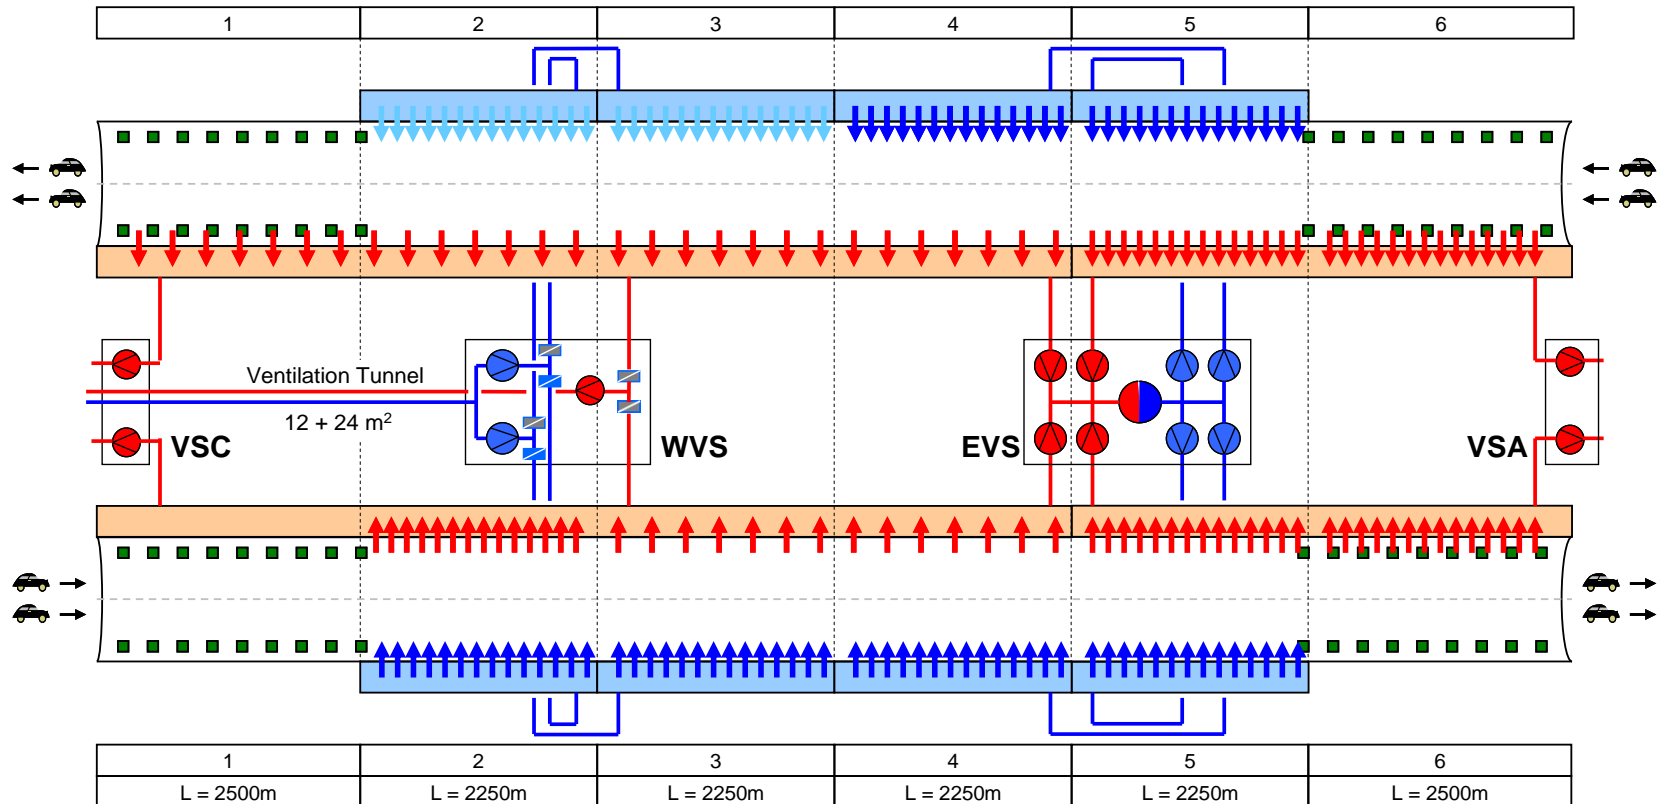 1 2 3 4 5 6
Ventilation Tunnel
12 + 24 m²
VSC WVS EVS VSA
1 2 3 4 5 6
L = 2500m L = 2250m L = 2250m L = 2250m L = 2250m L = 2500m